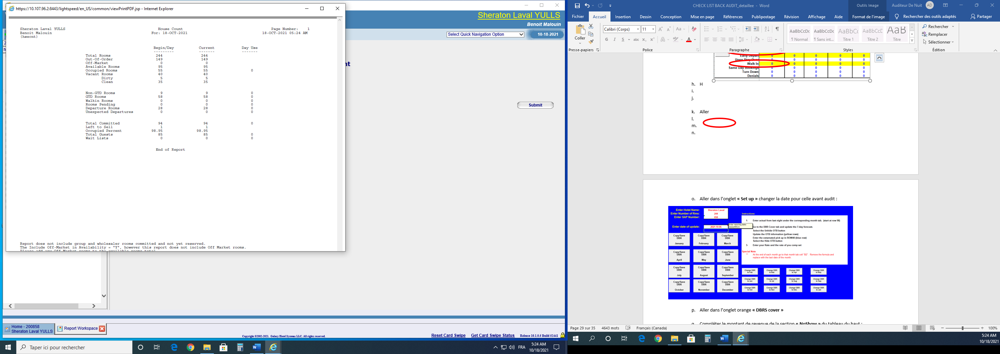 https://10.107.96.2:8443/lightspeed/en_US/common/viewPrintPDF.jsp - Internet Explorer
Sheraton Laval YULLS House Count Page Number: 1
Benoit Malouin For: 18-OCT-2021 18-OCT-2021 05:24 AM
(hsecnt)
Begin/Day Current Day Use
--------- ------- -------
Total Rooms 244 244
Out-Of-Order 149 149
Off-Market 0 0
Available Rooms 95 95
Occupied Rooms 55 55 0
Vacant Rooms 40 40
Dirty 5 5
Clean 35 35
Non-GTD Rooms 9 9 0
GTD Rooms 58 58 0
Walkin Rooms 0 0 0
Rooms Pending 0 0 0
Departure Rooms 28 28 0
Unexpected Departures 0 0 0
Total Committed 94 94 0
Left to Sell 1 1
Occupied Percent 98.95 98.95
Total Guests 85 85 0
Wait Lists 0 0 0
End of Report
Report does not include group and wholesaler rooms committed and not yet reserved.
The Include Off-Market in Availability = "Y", however this report does not include Off Market rooms.
Please add any Off Market rooms to the available rooms total
Sheraton Laval YULLS
Benoit Malouin
Select Quick Navigation Option
10-18-2021
nt
Submit
Home - 200858
Sheraton Laval YULLS
Report Workspace
Copyright ©2002-2021. Galaxy Hotel Systems LLC. All rights reserved.
Reset Card Swipe Get Card Swipe Status Release 10.1.0.5 Build 52441
Taper ici pour rechercher
FRA
5:24 AM
10/18/2021
CHECK LIST BACK AUDIT_detaillee - Word
Outils Image
Auditeur De Nuit AD
Fichier Accueil Insertion Dessin Conception Mise en page Références Publipostage Révision Affichage Aide Format de l'image Rechercher des outils adaptés Partager
Coller
Calibri (Corps) 11
G I S abc
AaBbCcDc AaBbCcDc AaBbCc AaBbCcD AaB
¶ Normal ¶ Sans int... Titre 1 Titre 2 Titre
Rechercher
Remplacer
Sélectionner
Presse-papiers Police Paragraphe Styles Édition
Early Depart 0 0 0 0 0
Unex-Stay Over 0 0 0 0 0
Walk In 0 0 0 0 0
Same Day Bookings 0 0 0 0 0
Turn Down 0 0 0 0 0
Denials 0 0 0 0 0
h. H
i.
j.
k. Aller
l.
m.
n.
o. Aller dans l'onglet « Set up » changer la date pour celle avant audit :
Enter Hotel Name: Sheraton Laval
Enter Number of Rms: 244
Enter SAP Number: 858
Enter date of update: 2021-10-06
Enter reporting date: AAAA/MM/JJ
Instructions:
1- Enter actual from last night under the corresponding month tab. (start at row 98)
Go to the DBR Cover tab and update the 7-day forecast.
Select the Unhide OTB button
Update the OTB information (yellow rows)
Enter the extamated pick up in ROW40 (blue row)
Select the Hide OTB button
3- Enter your Rate and the rate of you comp set
Special Note
** At the end of each month go to that month tab cell "B2". Remove the formula and
replace with the last date of the month.
Copy/Save DBR January
Copy/Save DBR February
Copy/Save DBR March
Copy/Save DBR April
Copy/Save DBR May
Copy/Save DBR June
Copy/Save DBR July
Copy/Save DBR August
Copy/Save DBR September
Copy/Save DBR October
Copy/Save DBR November
Copy/Save DBR December
Change DBR to Feb
Change DBR to Mar
Change DBR to Apr
Change DBR to May
Change DBR to Jun
Change DBR to Jul
Change DBR to Aug
Change DBR to Sep
Change DBR to Oct
Change DBR to Nov
Change DBR to Dec
Change DBR to Jan
p. Aller dans l'onglet orange « DBRS cover »
q. Compléter le montant de revenue de la section « NoShow » du tableau du haut :
Page 29 sur 35 4643 mots Français (Canada) 100%
5:24 AM
10/18/2021